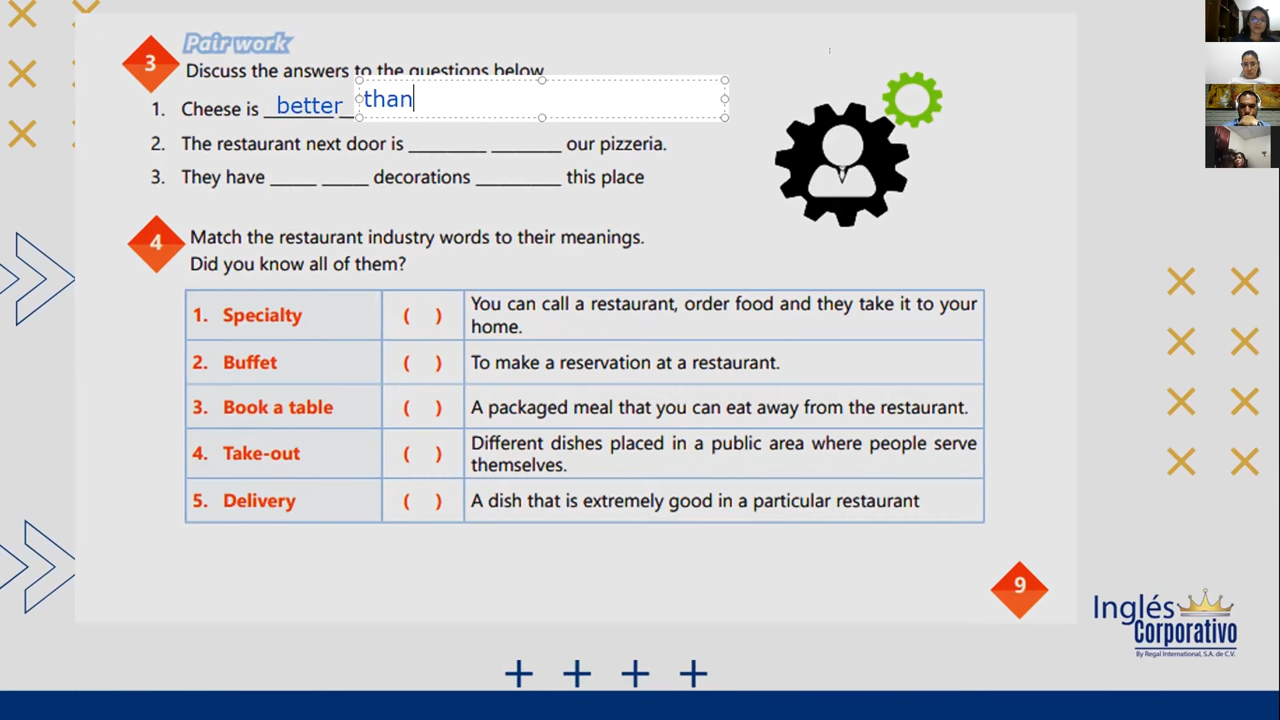 Pair work
3
Discuss the answers to the questions below
1. Cheese is ______ better than
2. The restaurant next door is _________ ________ our pizzeria.
3. They have _____ _____ decorations __________ this place
4
Match the restaurant industry words to their meanings.
Did you know all of them?
1. Specialty ( ) You can call a restaurant, order food and they take it to your
home.
2. Buffet ( ) To make a reservation at a restaurant.
3. Book a table ( ) A packaged meal that you can eat away from the restaurant.
4. Take-out ( ) Different dishes placed in a public area where people serve
themselves.
5. Delivery ( ) A dish that is extremely good in a particular restaurant
9
Inglés
Corporativo
By Regal International, S.A. de C.V.